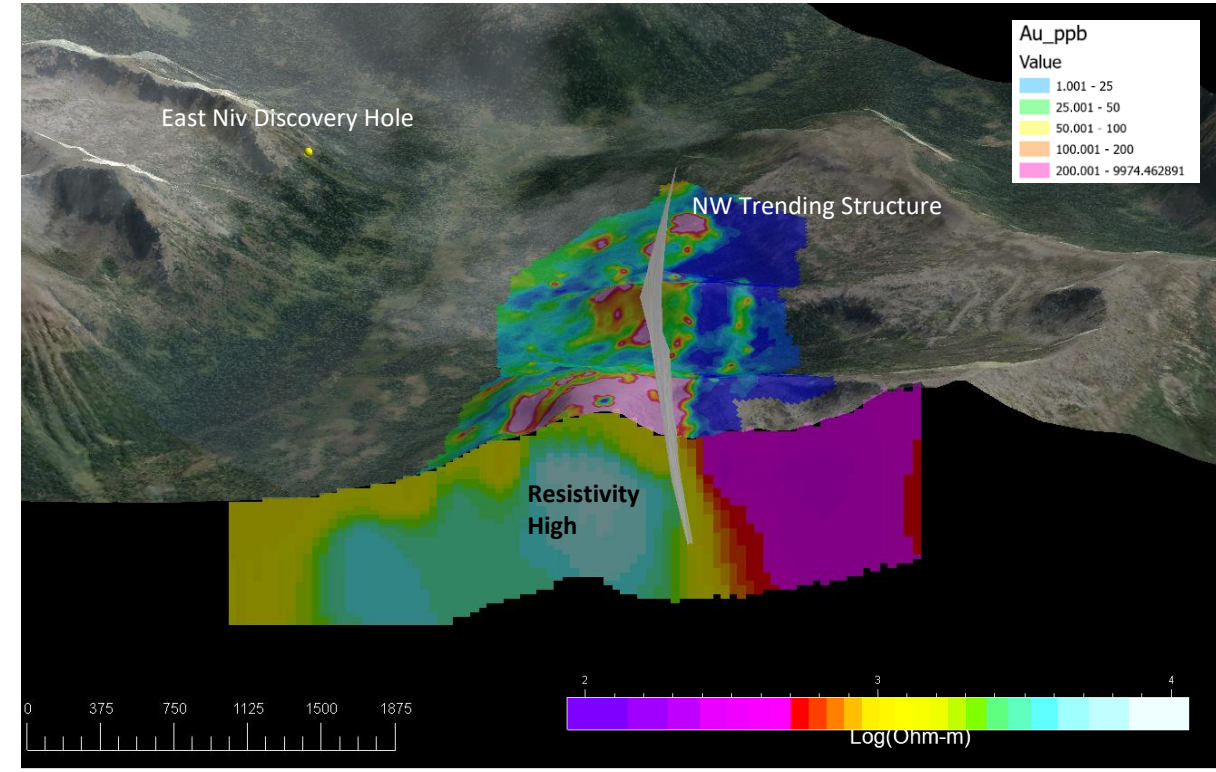 Au_ppb
Value
1.001 - 25
25.001 - 50
50.001 - 100
100.001 - 200
200.001 - 9974.462891
East Niv Discovery Hole
NW Trending Structure
Resistivity
High
2 3 4
Log(Ohm-m)
0 375 750 1125 1500 1875